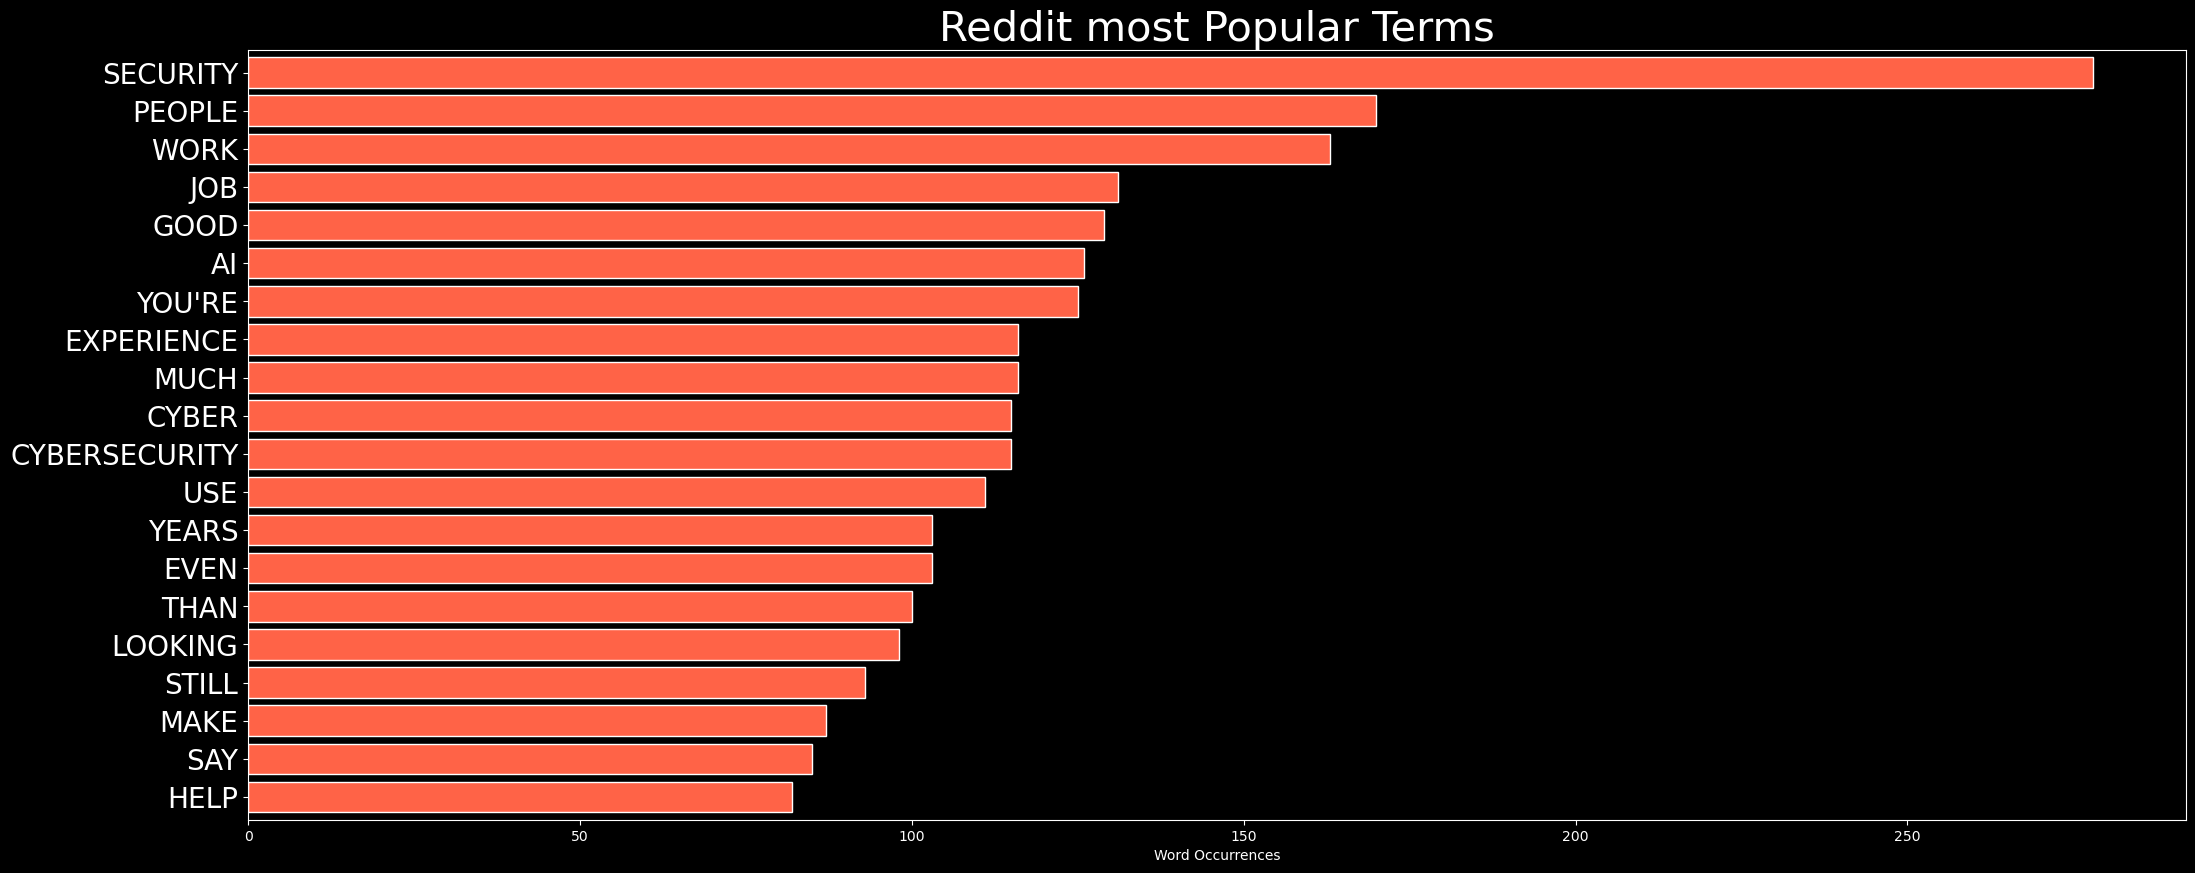 Reddit most Popular Terms
SECURITY
PEOPLE
WORK
JOB
GOOD
AI
YOU'RE
EXPERIENCE
MUCH
CYBER
CYBERSECURITY
USE
YEARS
EVEN
THAN
LOOKING
STILL
MAKE
SAY
HELP
0 50 100 150 200 250
Word Occurrences